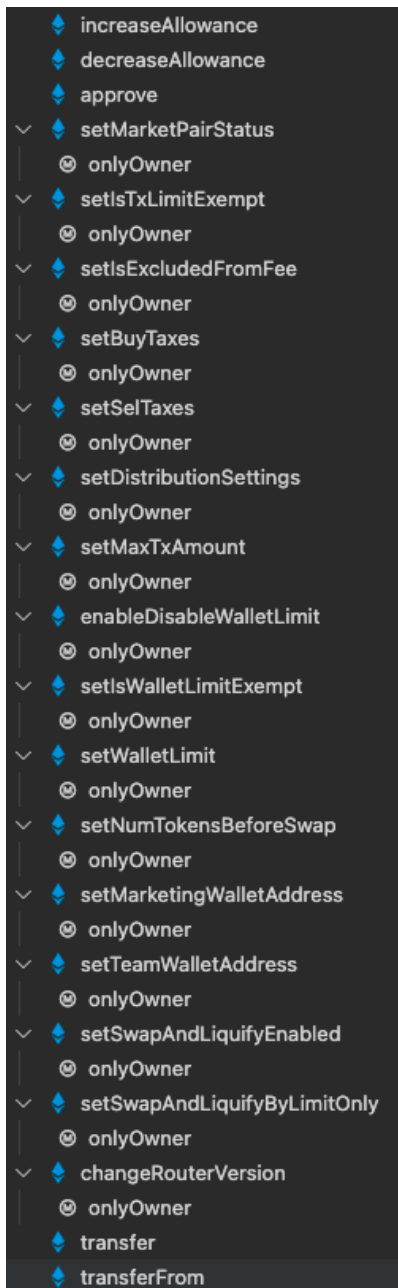 increaseAllowance
decreaseAllowance
approve
setMarketPairStatus
onlyOwner
setIsTxLimitExempt
onlyOwner
setIsExcludedFromFee
onlyOwner
setBuyTaxes
onlyOwner
setSelTaxes
onlyOwner
setDistributionSettings
onlyOwner
setMaxTxAmount
onlyOwner
enableDisableWalletLimit
onlyOwner
setIsWalletLimitExempt
onlyOwner
setWalletLimit
onlyOwner
setNumTokensBeforeSwap
onlyOwner
setMarketingWalletAddress
onlyOwner
setTeamWalletAddress
onlyOwner
setSwapAndLiquifyEnabled
onlyOwner
setSwapAndLiquifyByLimitOnly
onlyOwner
changeRouterVersion
onlyOwner
transfer
transferFrom